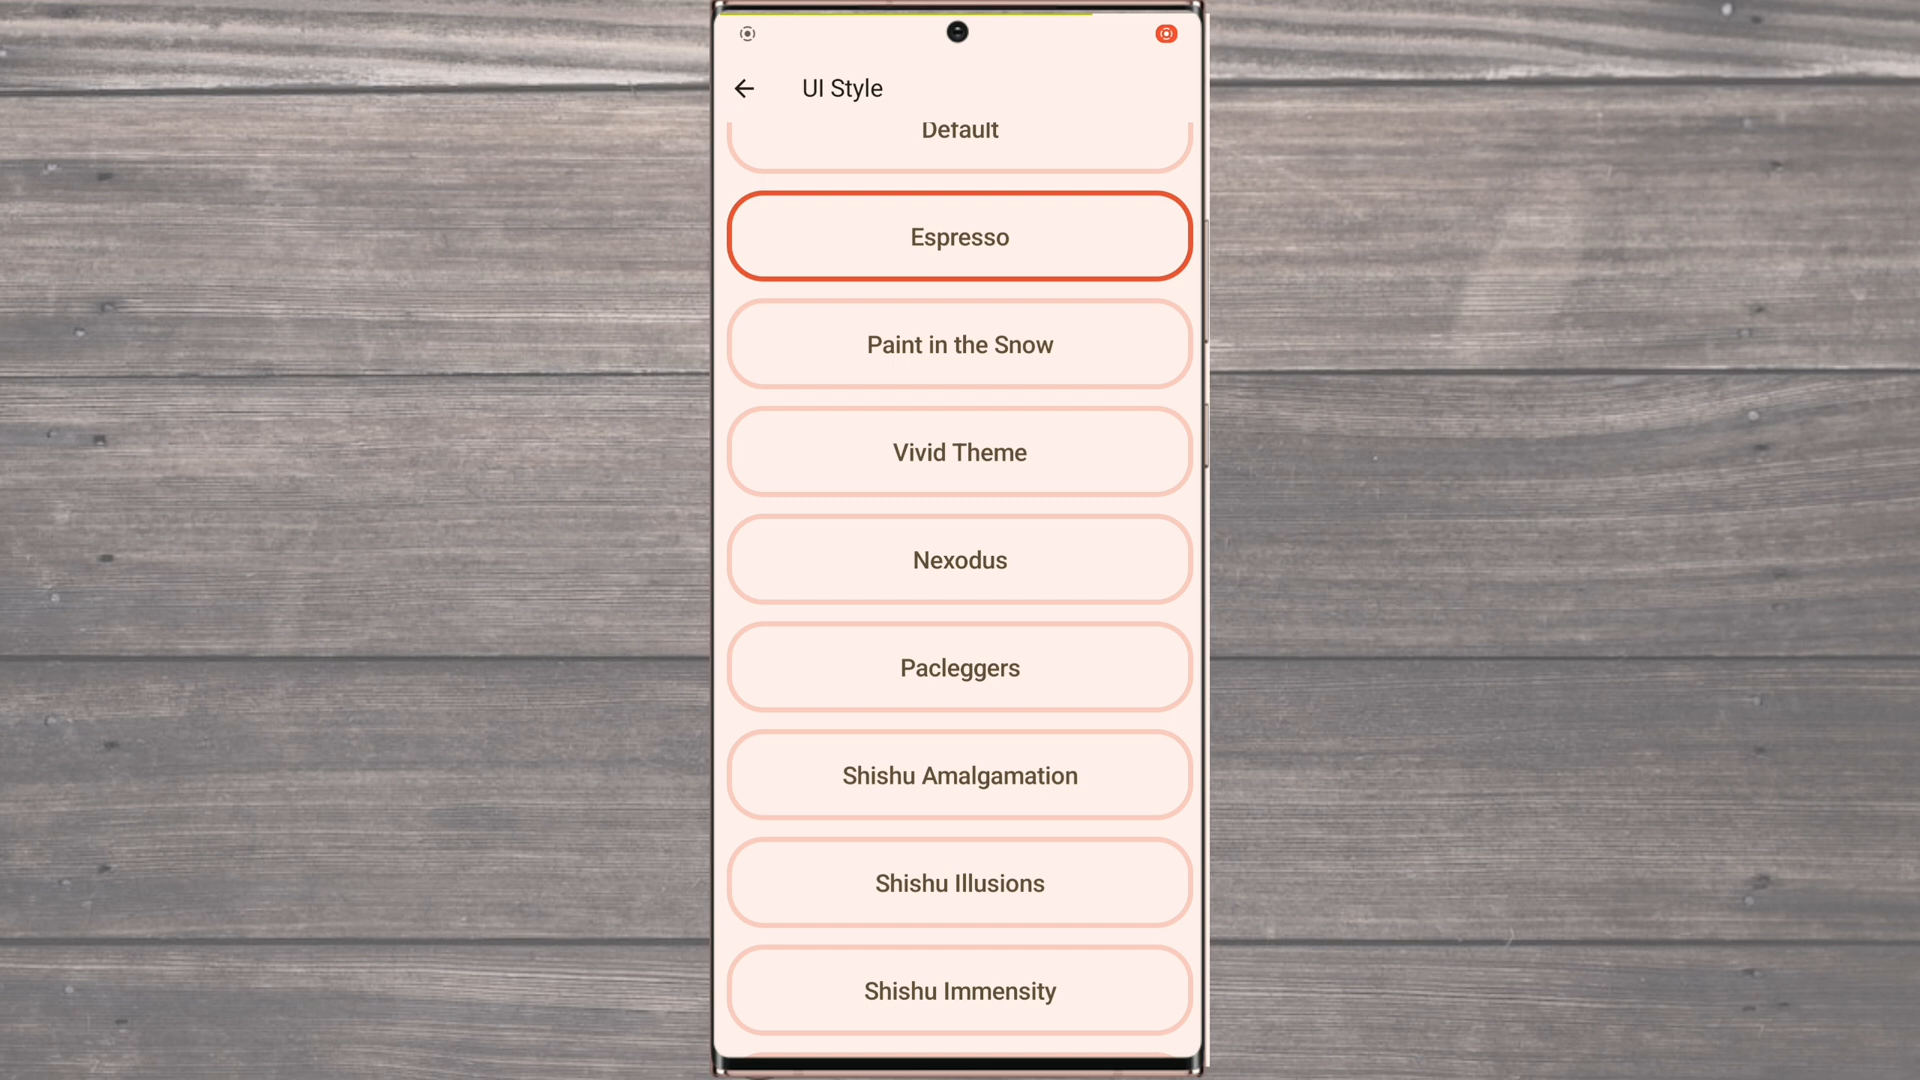 UI Style
Default
Espresso
Paint in the Snow
Vivid Theme
Nexodus
Pacleggers
Shishu Amalgamation
Shishu Illusions
Shishu Immensity